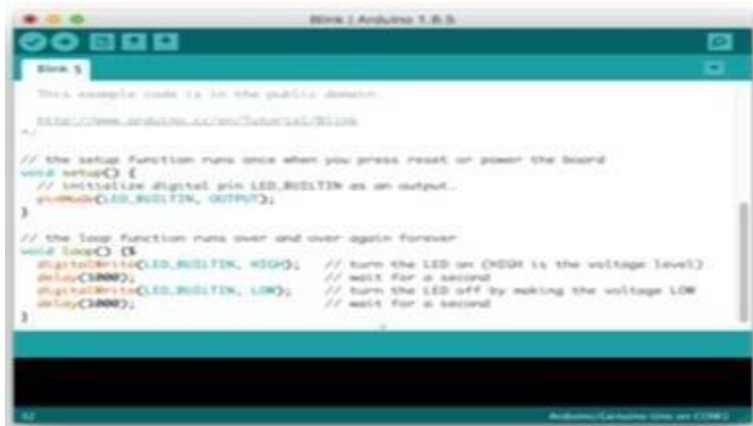 Blink | Arduino 1.8.5
Blink §
This example code is in the public domain.
http://www.arduino.cc/en/Tutorial/Blink
*/
// the setup function runs once when you press reset or power the board
void setup() {
// initialize digital pin LED_BUILTIN as an output.
pinMode(LED_BUILTIN, OUTPUT);
}
// the loop function runs over and over again forever
void loop() {
digitalWrite(LED_BUILTIN, HIGH); // turn the LED on (HIGH is the voltage level)
delay(1000); // wait for a second
digitalWrite(LED_BUILTIN, LOW); // turn the LED off by making the voltage LOW
delay(1000); // wait for a second
}
Arduino/Genuino Uno on